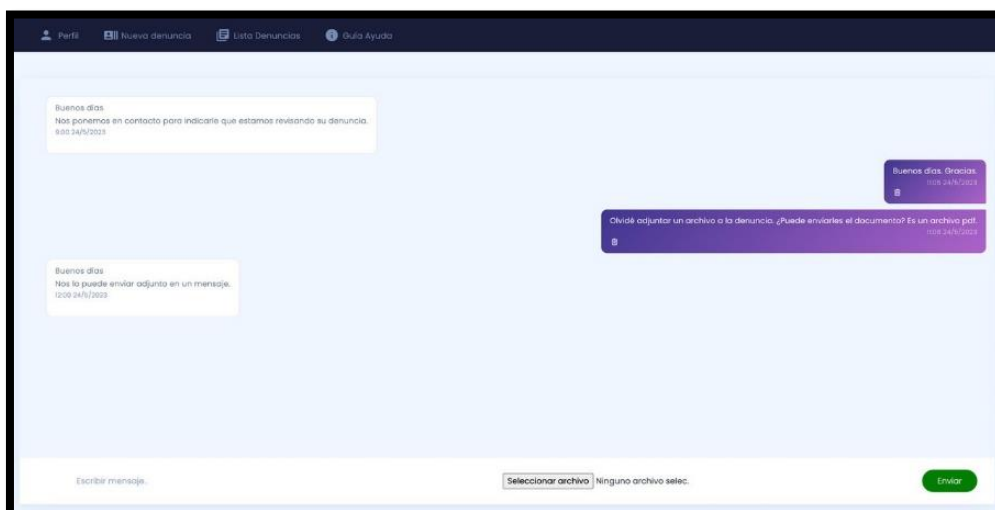 Perfil Nueva denuncia Lista Denuncias Guía Ayuda
Buenos días
Nos ponemos en contacto para indicarle que estamos revisando su denuncia.
9:00 24/5/2023
Buenos días. Gracias.
11:05 24/5/2023
Olvidé adjuntar un archivo a la denuncia. ¿Puede enviarles el documento? Es un archivo pdf.
11:08 24/5/2023
Buenos días
Nos lo puede enviar adjunto en un mensaje.
12:00 24/5/2023
Escribir mensaje.. Seleccionar archivo Ninguno archivo selec. Enviar